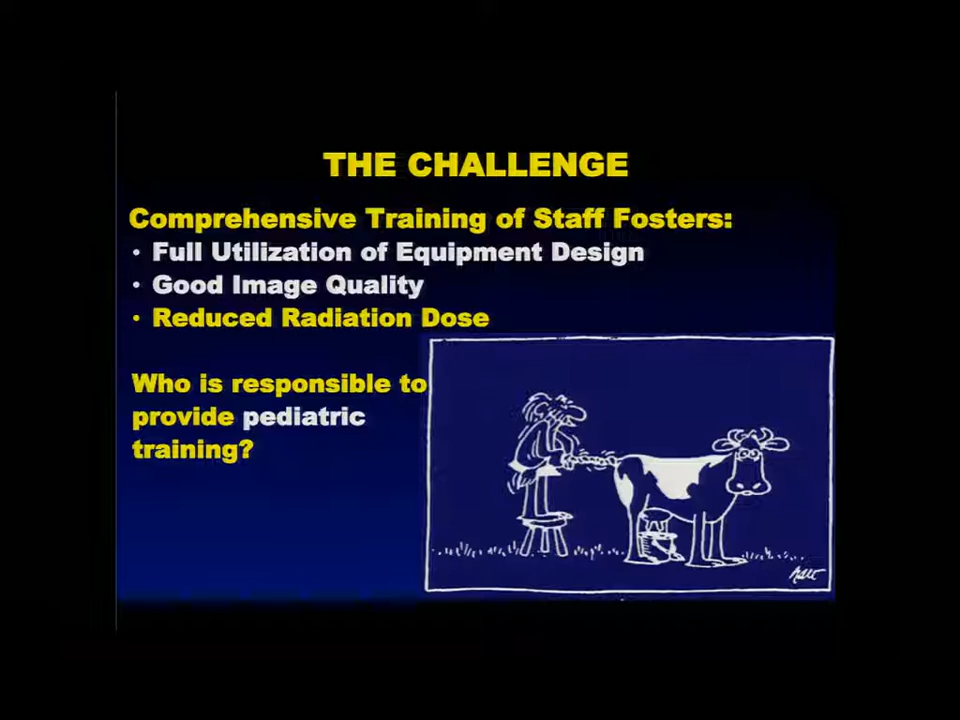 THE CHALLENGE
Comprehensive Training of Staff Fosters:
• Full Utilization of Equipment Design
• Good Image Quality
• Reduced Radiation Dose
Who is responsible to
provide pediatric
training?